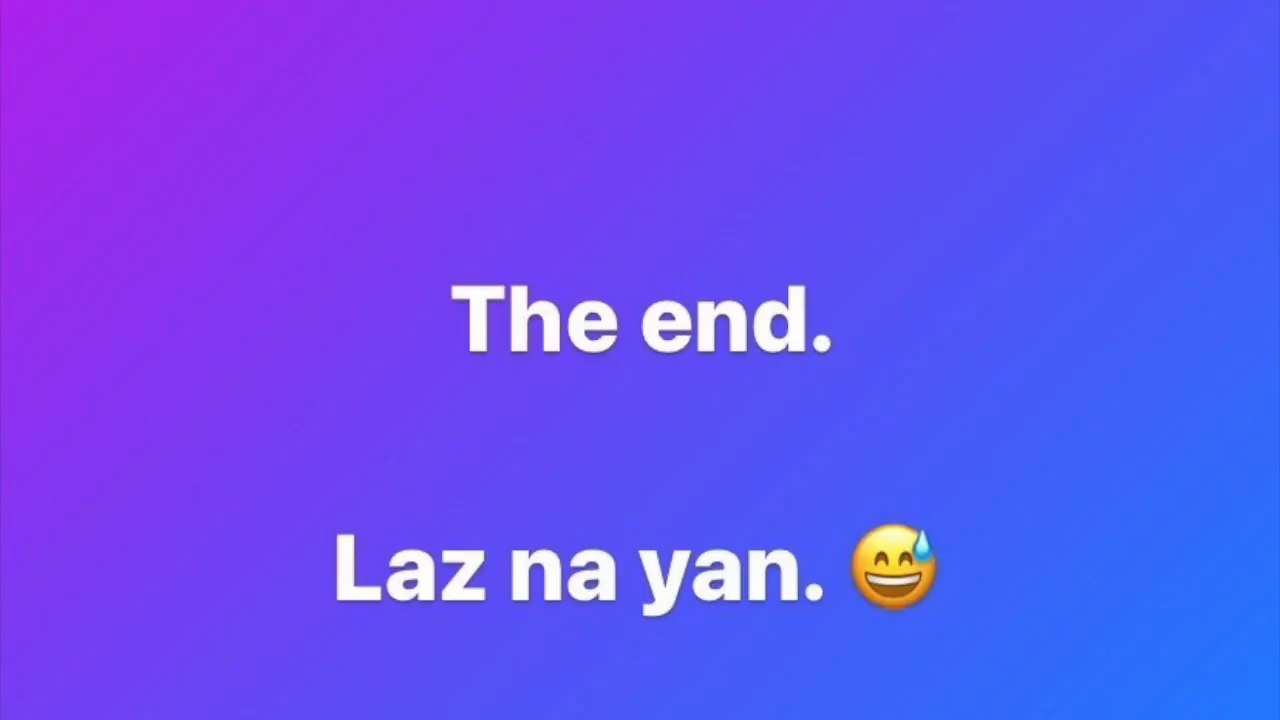 The end.
Laz na yan. 😅